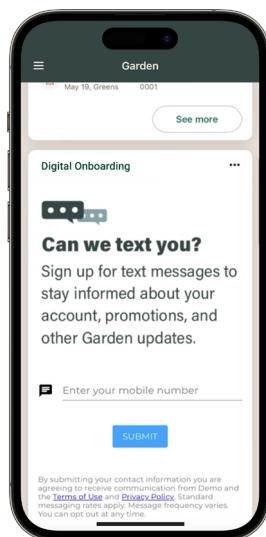 Garden
May 19, Greens 0001
See more
Digital Onboarding
Can we text you?
Sign up for text messages to
stay informed about your
account, promotions, and
other Garden updates.
Enter your mobile number
SUBMIT
By submitting your contact information you are
agreeing to receive communication from Demo and
the Terms of Use and Privacy Policy. Standard
messaging rates apply. Message frequency varies.
You can opt out at any time.